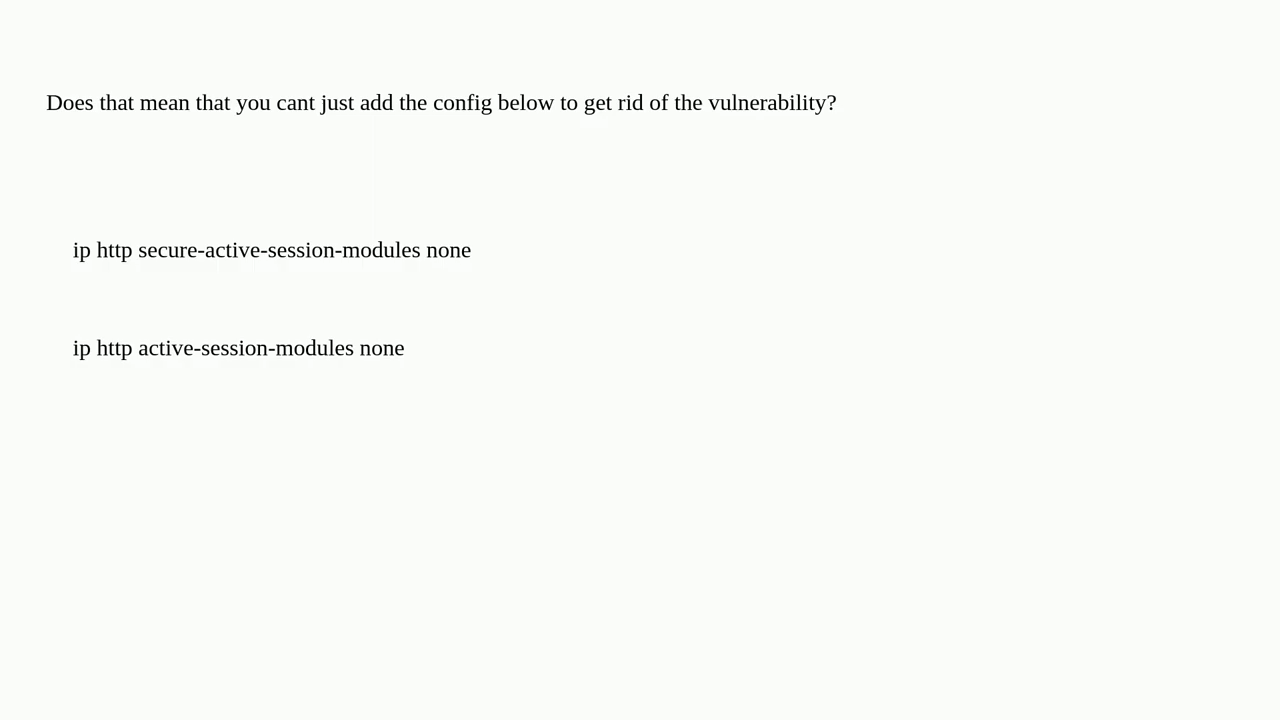 Does that mean that you cant just add the config below to get rid of the vulnerability?
ip http secure-active-session-modules none
ip http active-session-modules none